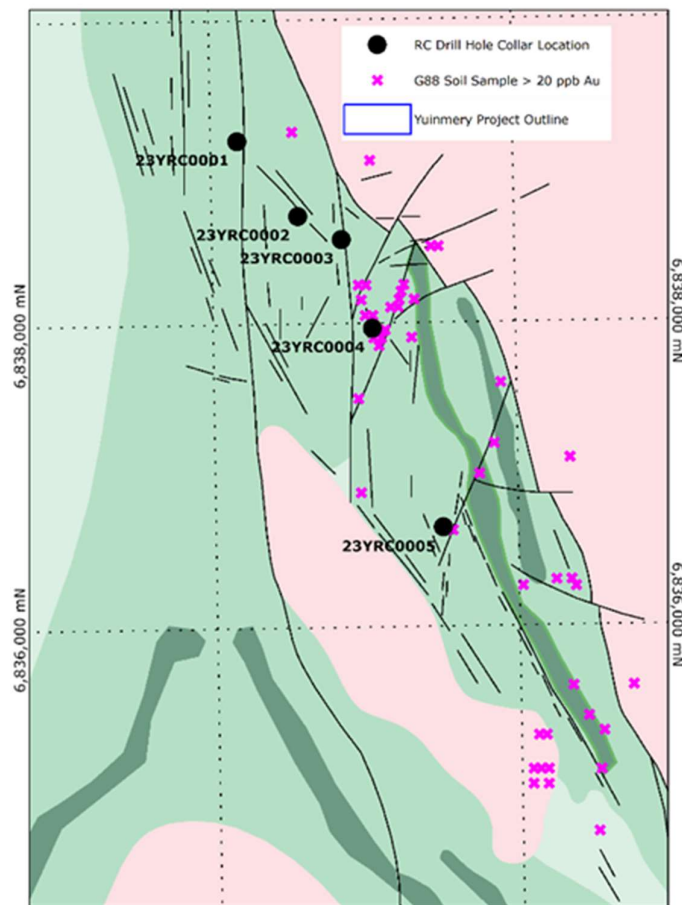 RC Drill Hole Collar Location
G88 Soil Sample > 20 ppb Au
Yuinmery Project Outline
23YRC0001
23YRC0002
23YRC0003
6,838,000 mN
6,838,000 mN
23YRC0004
23YRC0005
6,836,000 mN
6,836,000 mN